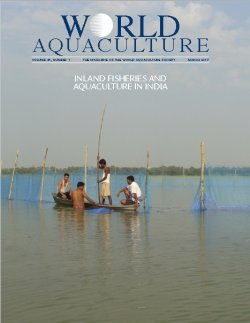 WORLD
AQUACULTURE
THE MAGAZINE OF THE WORLD AQUACULTURE SOCIETY
INLAND FISHERIES AND
AQUACULTURE IN INDIA